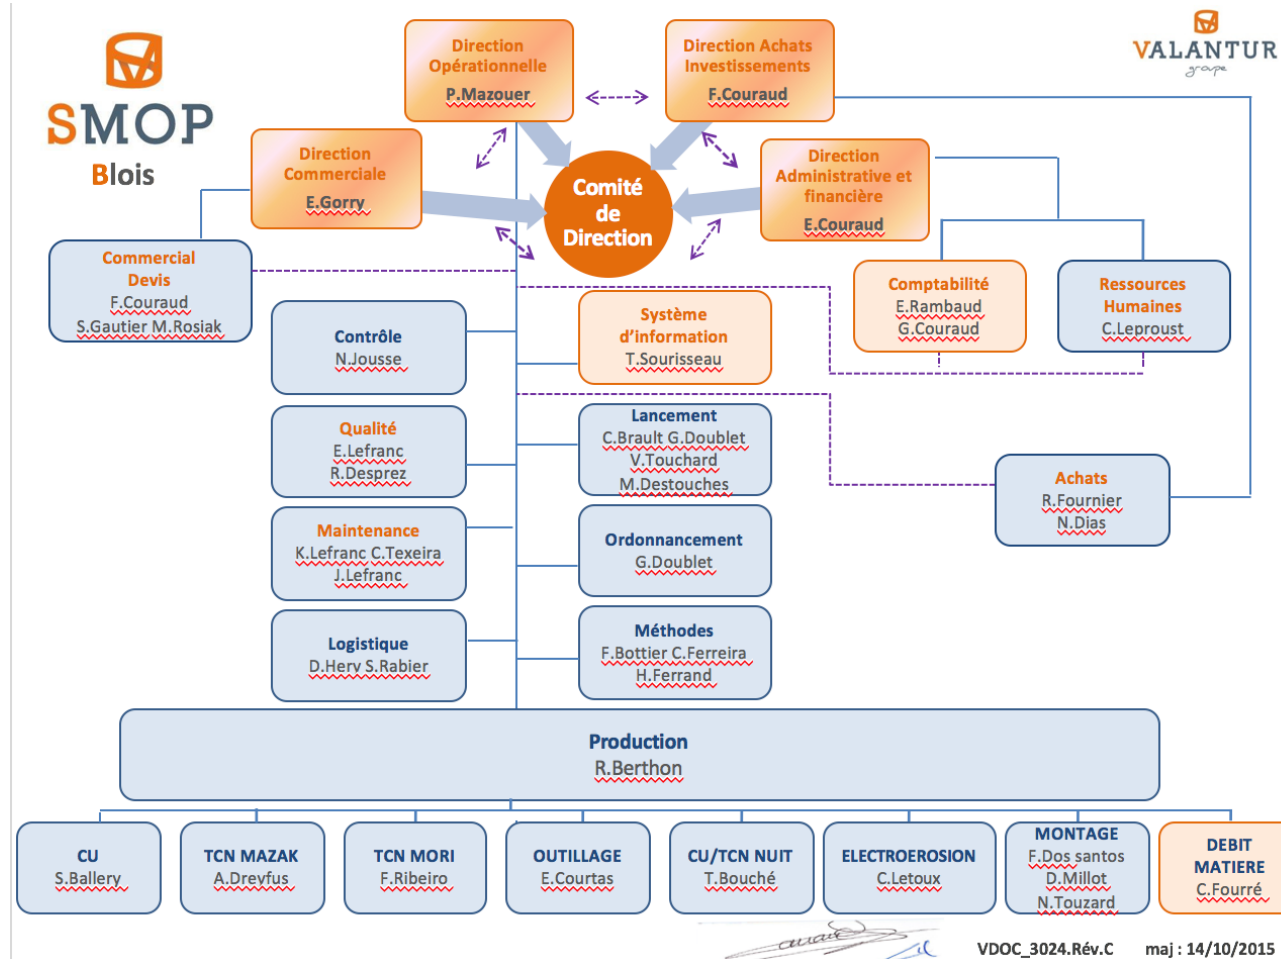 SMOP
Blois
VALANTUR
groupe
Direction
Opérationnelle
P.Mazouer
Direction Achats
Investissements
F.Couraud
Direction
Commerciale
E.Gorry
Comité
de
Direction
Direction
Administrative et
financière
E.Couraud
Commercial
Devis
F.Couraud
S.Gautier M.Rosiak
Contrôle
N.Jousse
Système
d'information
T.Sourisseau
Comptabilité
E.Rambaud
G.Couraud
Ressources
Humaines
C.Leproust
Qualité
E.Lefranc
R.Desprez
Lancement
C.Brault G.Doublet
V.Touchard
M.Destouches
Achats
R.Fournier
N.Dias
Maintenance
K.Lefranc C.Texeira
J.Lefranc
Ordonnancement
G.Doublet
Logistique
D.Herv S.Rabier
Méthodes
F.Bottier C.Ferreira
H.Ferrand
Production
R.Berthon
CU
S.Ballery
TCN MAZAK
A.Dreyfus
TCN MORI
F.Ribeiro
OUTILLAGE
E.Courtas
CU/TCN NUIT
T.Bouché
ELECTROEROSION
C.Letoux
MONTAGE
F.Dos santos
D.Millot
N.Touzard
DEBIT
MATIERE
C.Fourré
VDOC_3024.Rév.C maj : 14/10/2015